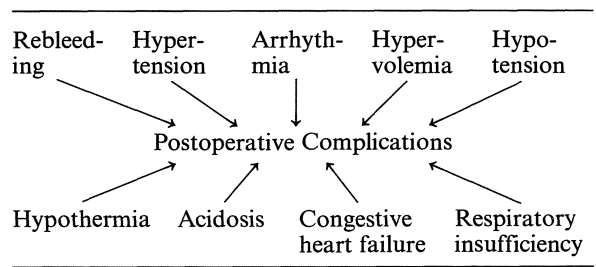 Rebleed- Hyper- Arrhyth- Hyper- Hypo-
ing tension mia volemia tension
Postoperative Complications
Hypothermia Acidosis Congestive Respiratory
heart failure insufficiency